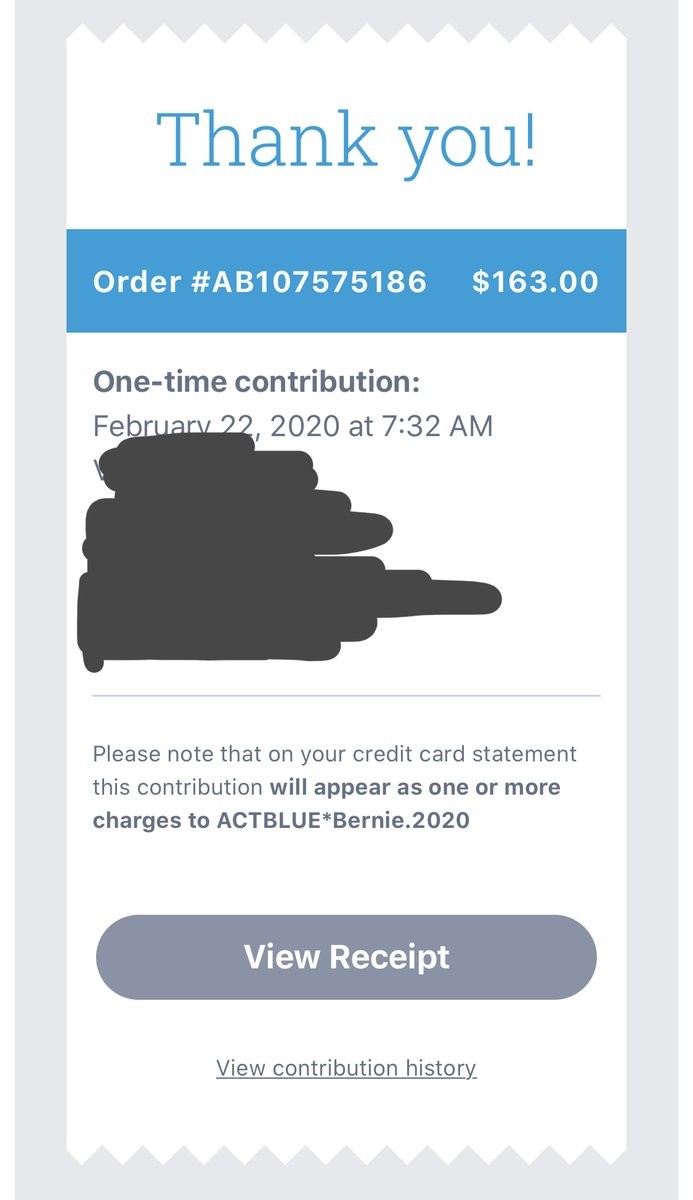 Thank you!
Order #AB107575186 $163.00
One-time contribution:
February 22, 2020 at 7:32 AM
Please note that on your credit card statement
this contribution will appear as one or more
charges to ACTBLUE*Bernie.2020
View Receipt
View contribution history